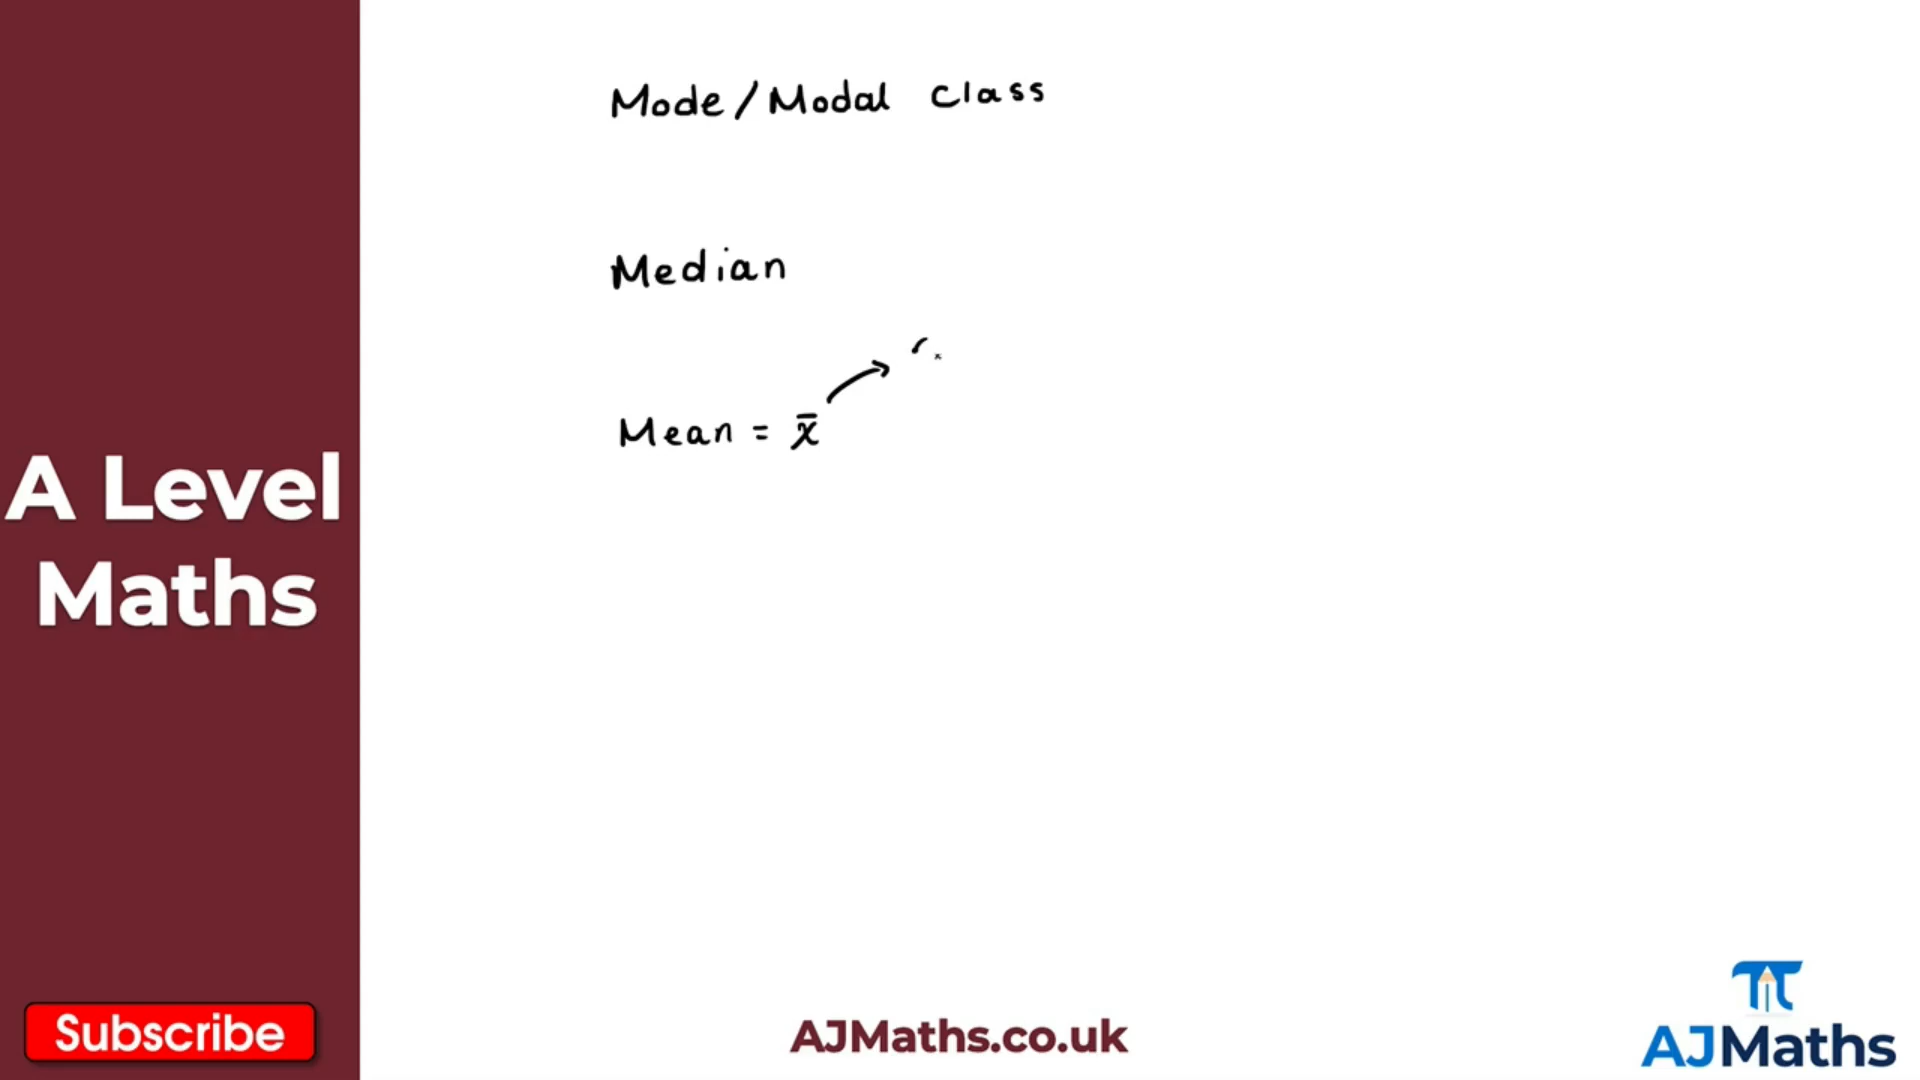 Mode/Modal class
Median
Mean = x̄
A Level
Maths
Subscribe
AJMaths.co.uk
AJMaths